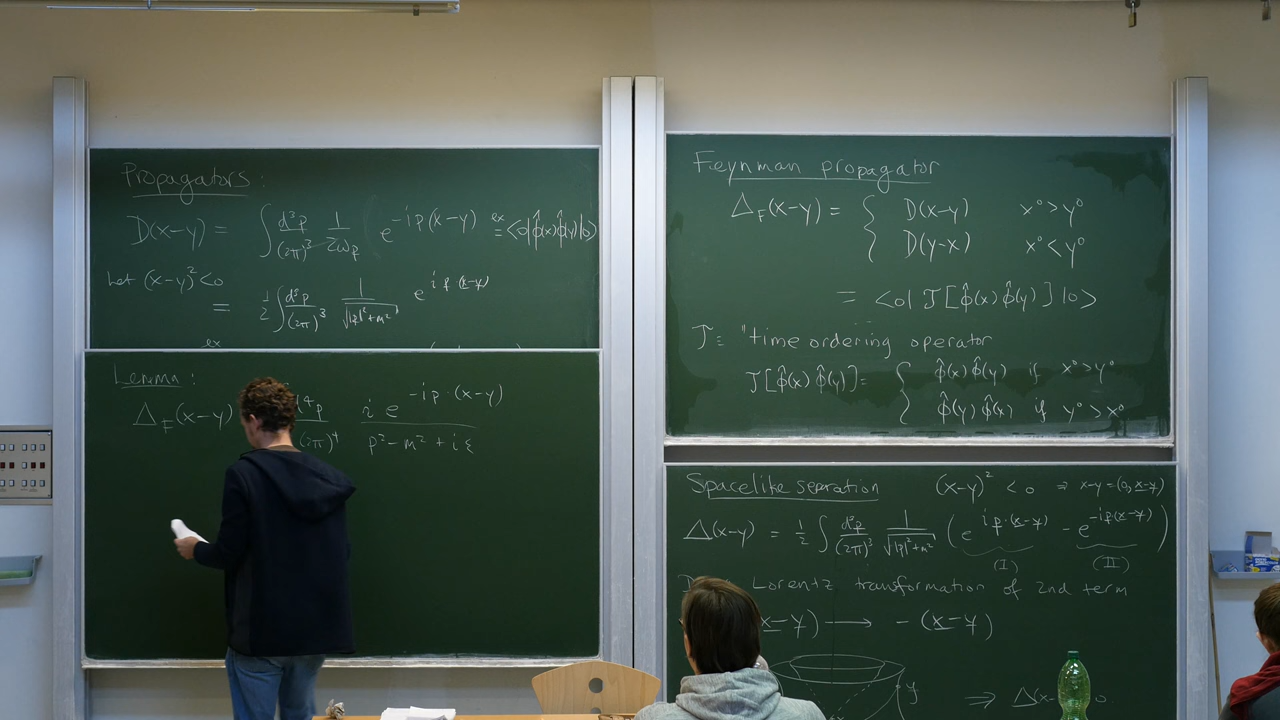 Propagators:
D(x-y) = ∫ d³p/(2π)³ 1/2ω_p e^{-ip(x-y)} =^{ex} <0|φ̂(x)φ̂(y)|0>
Let (x-y)² < 0
= 1/2 ∫ d³p/(2π)³ 1/√(|p|²+m²) e^{ip·(x-y)}
ex
Lemma:
Δ_F(x-y) d⁴p/(2π)⁴ i e^{-ip·(x-y)} / p²-m²+iε
Feynman propagator
Δ_F(x-y) = { D(x-y) x⁰>y⁰
D(y-x) x⁰<y⁰
= <0| T[φ̂(x)φ̂(y)] |0>
T = "time ordering operator
T[φ̂(x)φ̂(y)] = { φ̂(x)φ̂(y) if x⁰>y⁰
φ̂(y)φ̂(x) if y⁰>x⁰
Spacelike separation (x-y)² < 0 ⇒ x-y = (0, x-y)
Δ(x-y) = 1/2 ∫ d³p/(2π)³ 1/√(|p|²+m²) (e^{ip·(x-y)} - e^{-ip·(x-y)})
(I) (II)
Lorentz transformation of 2nd term
x-y) → -(x-y)
y
⇒ Δ(x- 0